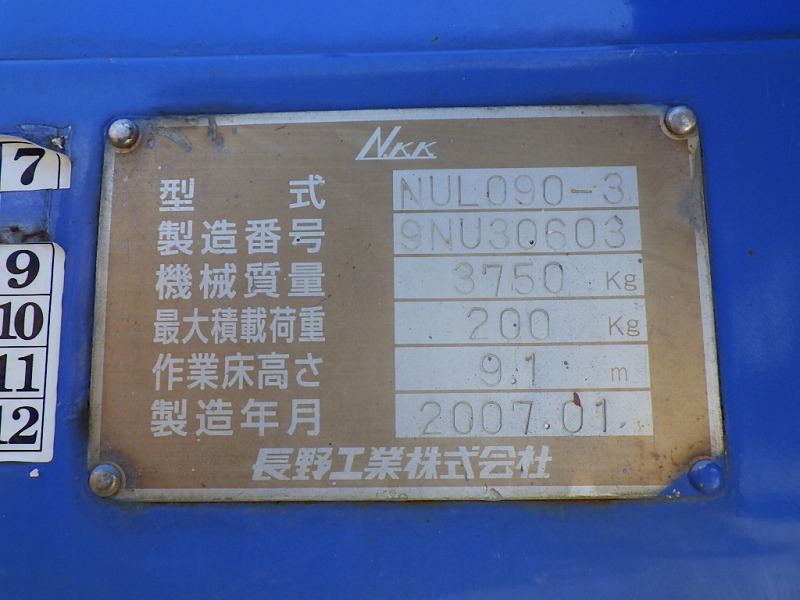 7
9
10
11
12
N.KK
型式 NUL090-3
製造番号 9NU30603
機械質量 3750 Kg
最大積載荷重 200 Kg
作業床高さ 9.1 m
製造年月 2007.01
長野工業株式会社